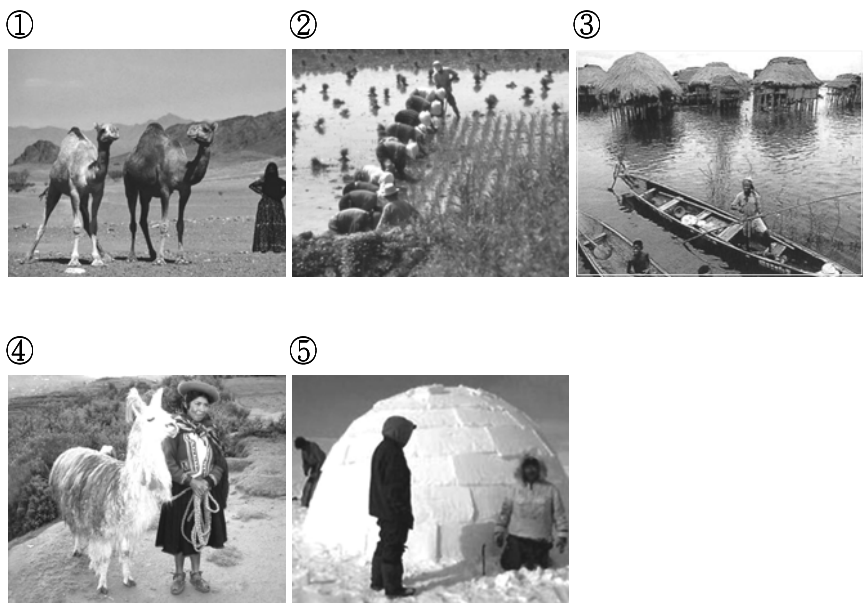 ① ② ③
④ ⑤